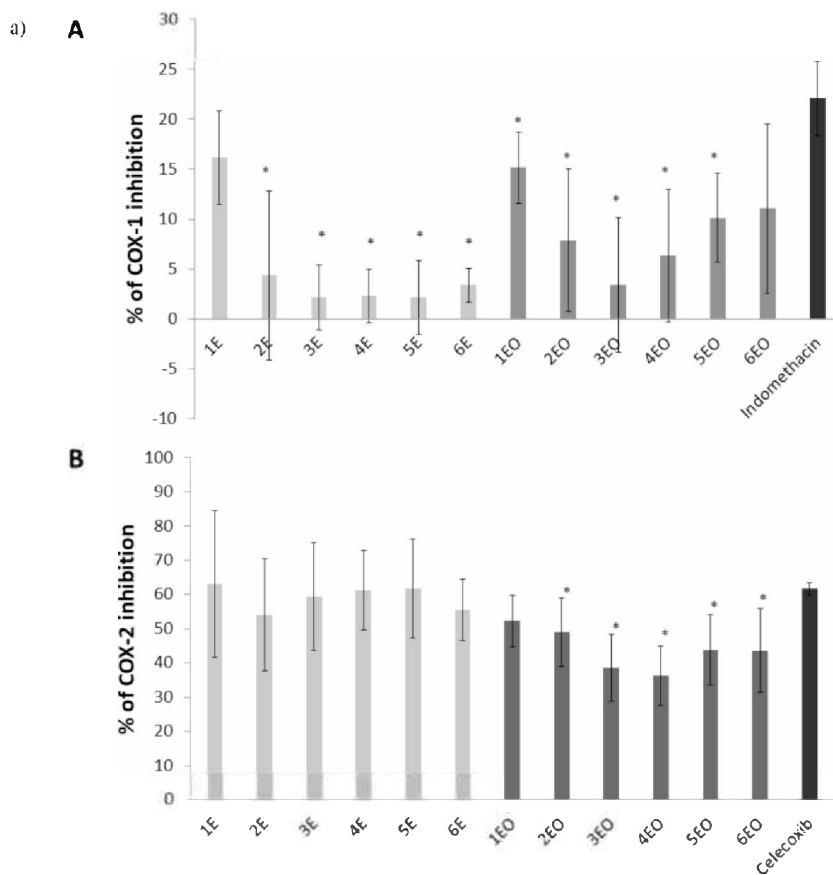 a) A
% of COX-1 inhibition
30
25
20
15
10
5
0
-5
-10
* * * * * * * * * *
1E 2E 3E 4E 5E 6E 1EO 2EO 3EO 4EO 5EO 6EO Indomethacin
B
% of COX-2 inhibition
100
90
80
70
60
50
40
30
20
10
0
* * * * *
1E 2E 3E 4E 5E 6E 1EO 2EO 3EO 4EO 5EO 6EO Celecoxib